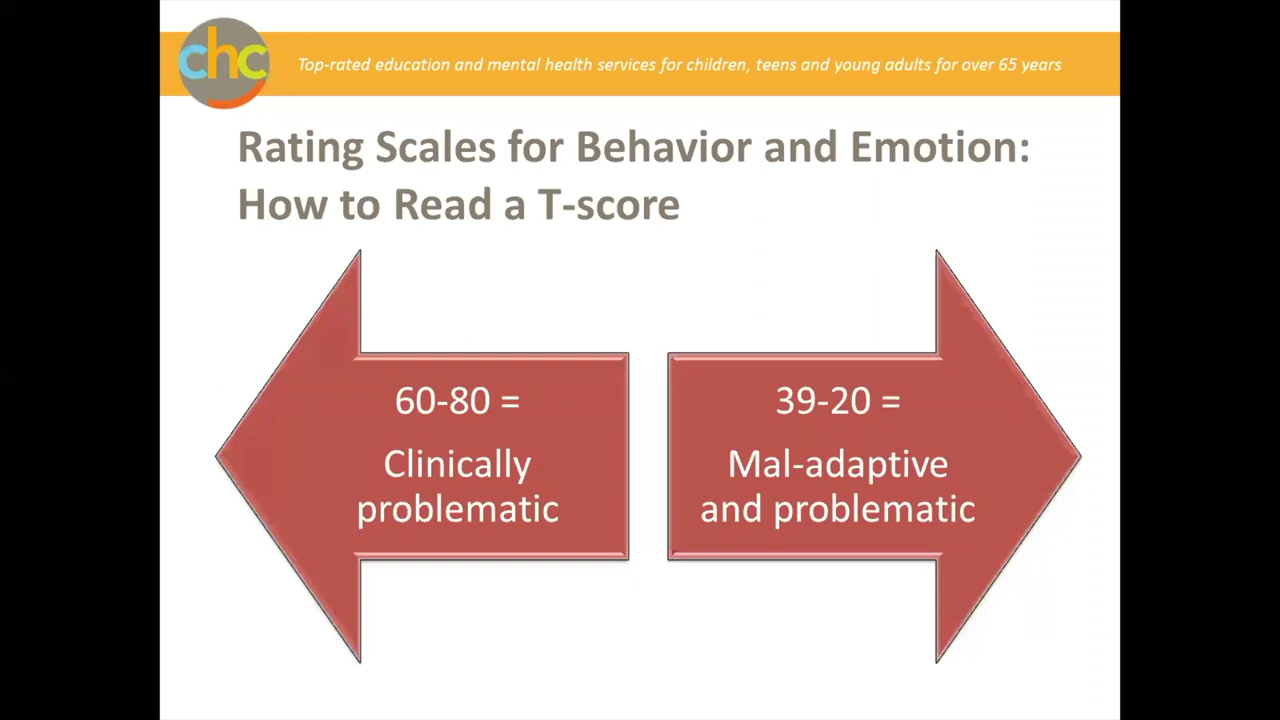 chc
Top-rated education and mental health services for children, teens and young adults for over 65 years
Rating Scales for Behavior and Emotion:
How to Read a T-score
60-80 =
Clinically
problematic
39-20 =
Mal-adaptive
and problematic